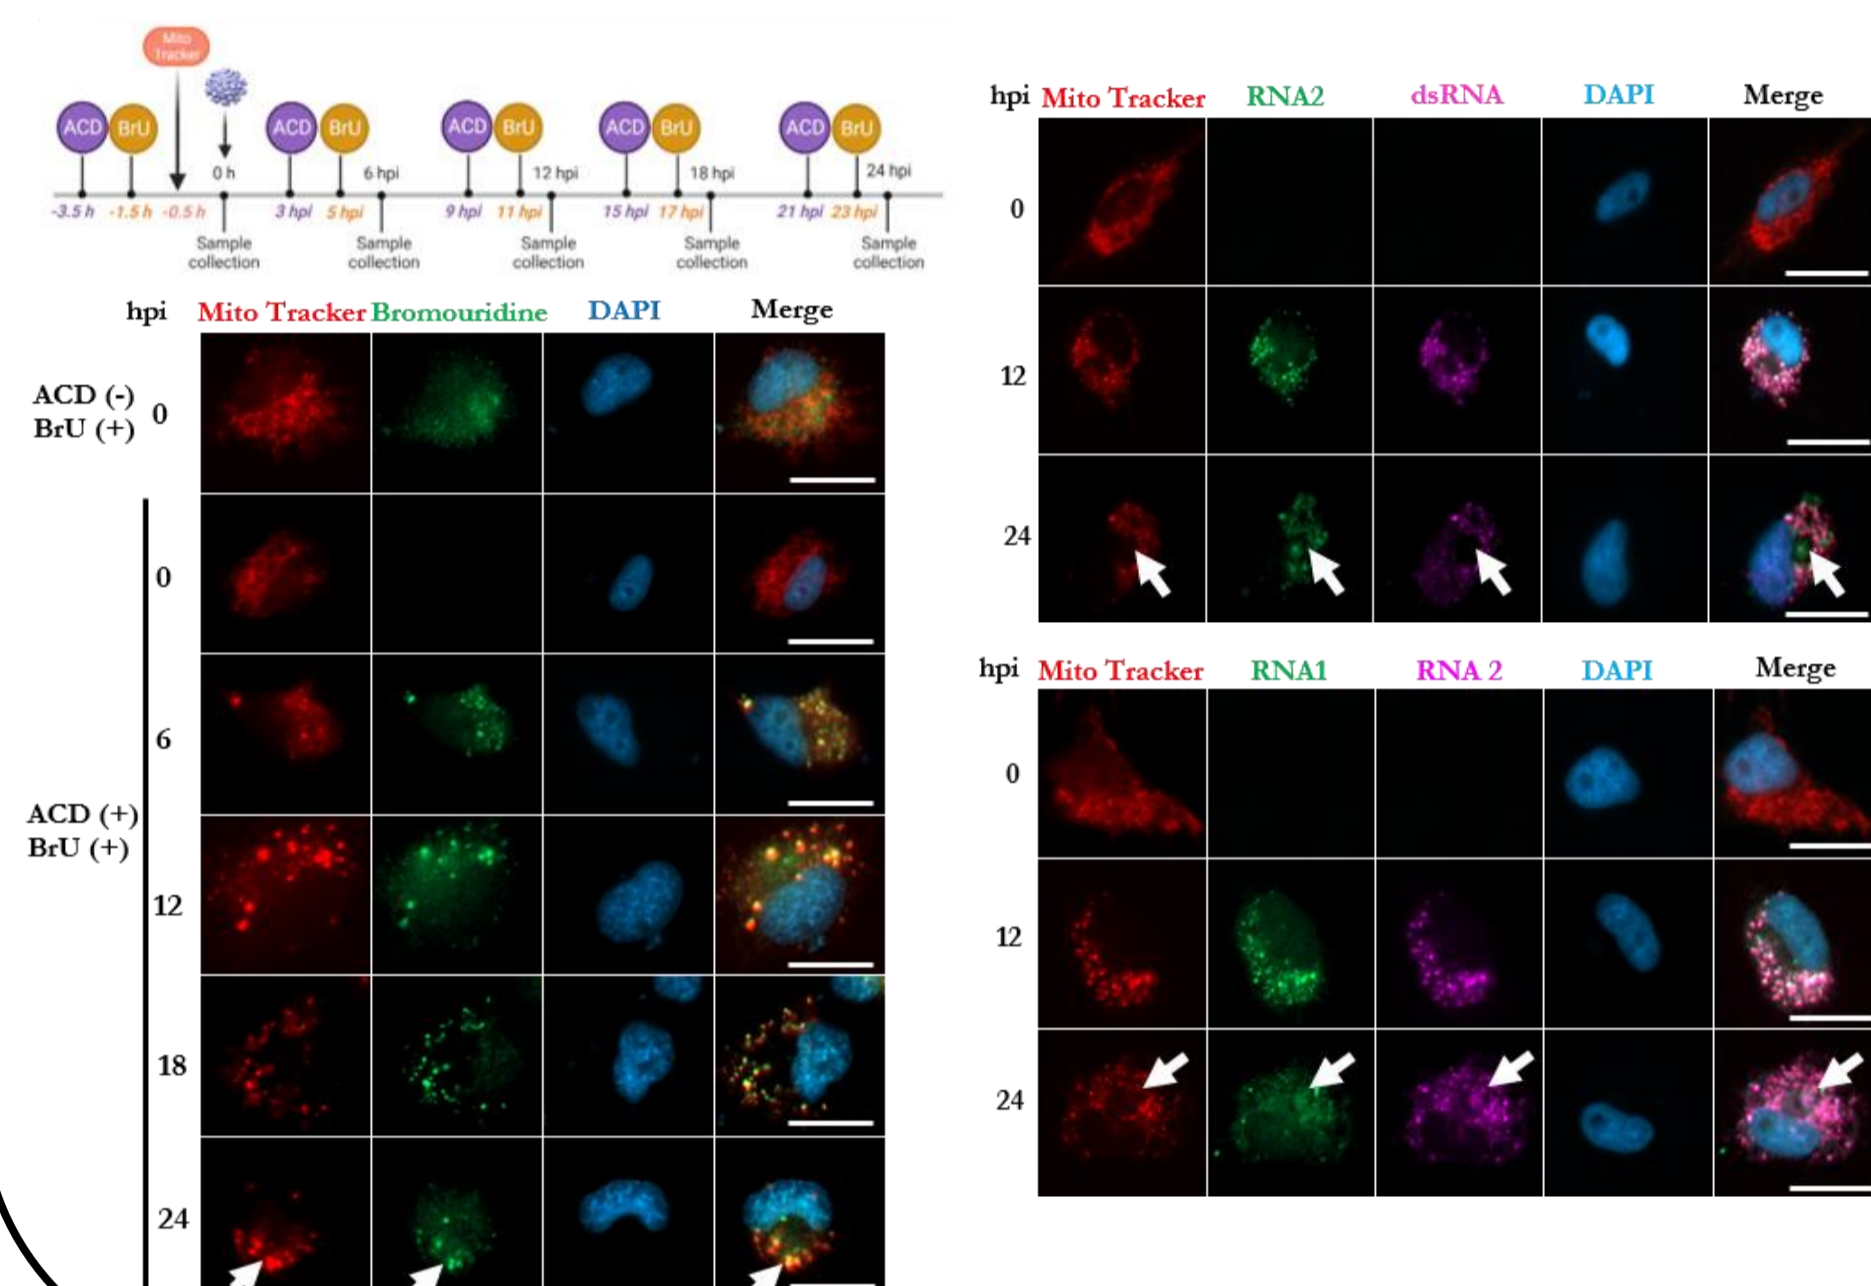 Mito
Tracker
ACD BrU ACD BrU ACD BrU ACD BrU ACD BrU
0 h 6 hpi 12 hpi 18 hpi 24 hpi
-3.5 h -1.5 h -0.5 h 3 hpi 5 hpi 9 hpi 11 hpi 15 hpi 17 hpi 21 hpi 23 hpi
Sample collection Sample collection Sample collection Sample collection Sample collection
hpi Mito Tracker Bromouridine DAPI Merge
ACD (-)
BrU (+)
0
0
6
ACD (+)
BrU (+)
12
18
24
hpi Mito Tracker RNA2 dsRNA DAPI Merge
0
12
24
hpi Mito Tracker RNA1 RNA 2 DAPI Merge
0
12
24